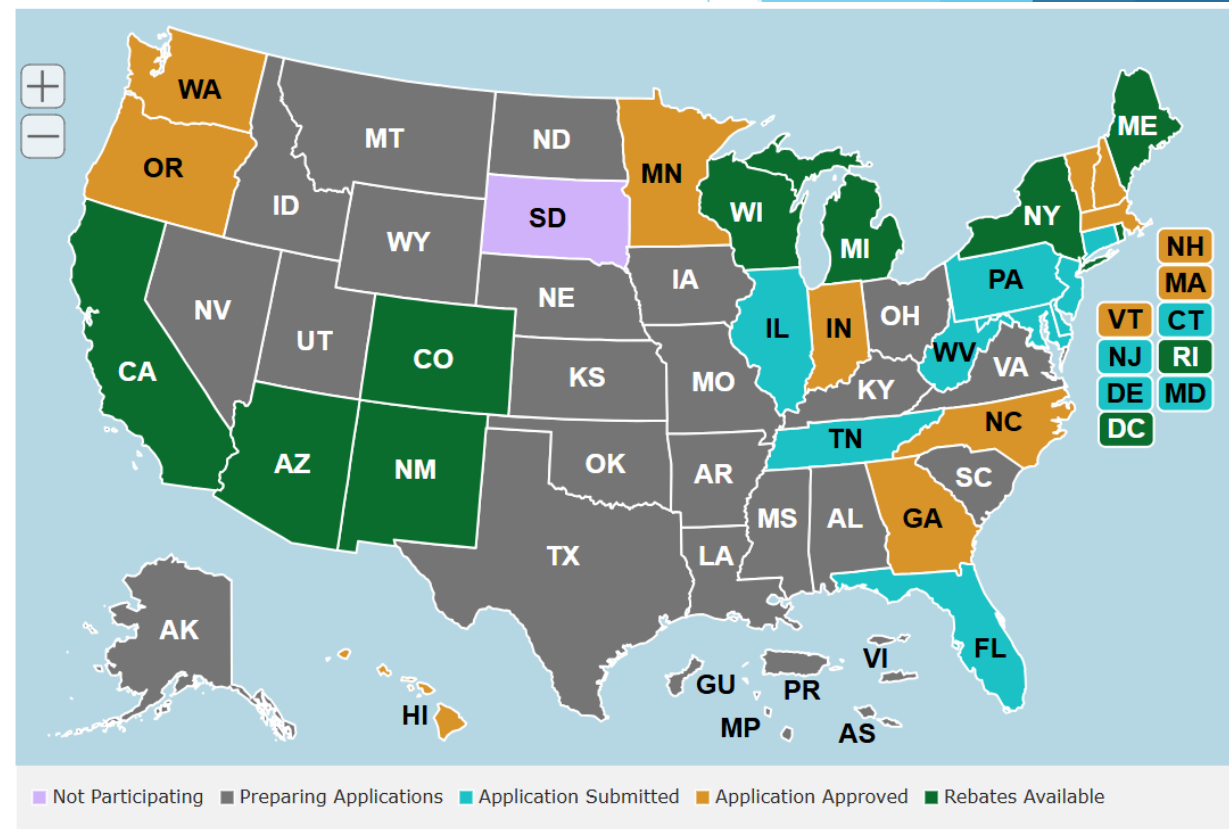 +
−
WA
MT
ND
MN
ME
OR
ID
SD
WI
NY
WY
MI
NH
IA
PA
MA
NV
NE
IL
IN
OH
VT
CT
UT
CO
WV
NJ
RI
CA
KS
MO
KY
VA
DE
MD
NC
DC
TN
AZ
NM
OK
AR
SC
MS
AL
GA
TX
LA
AK
FL
VI
GU
PR
HI
MP
AS
Not Participating
Preparing Applications
Application Submitted
Application Approved
Rebates Available